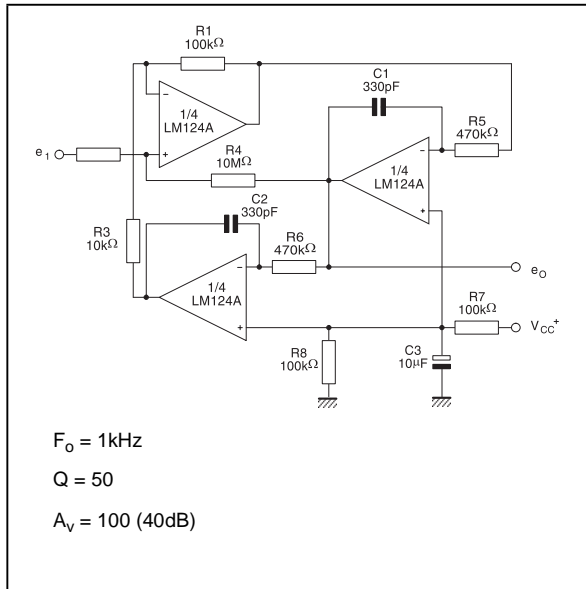 R1
100kΩ
C1
330pF
1/4
LM124A
R5
470kΩ
e1
R4
10MΩ
1/4
LM124A
C2
330pF
R3
10kΩ
R6
470kΩ
1/4
LM124A
eO
R7
100kΩ
VCC+
R8
100kΩ
C3
10µF
Fo = 1kHz
Q = 50
Av = 100 (40dB)